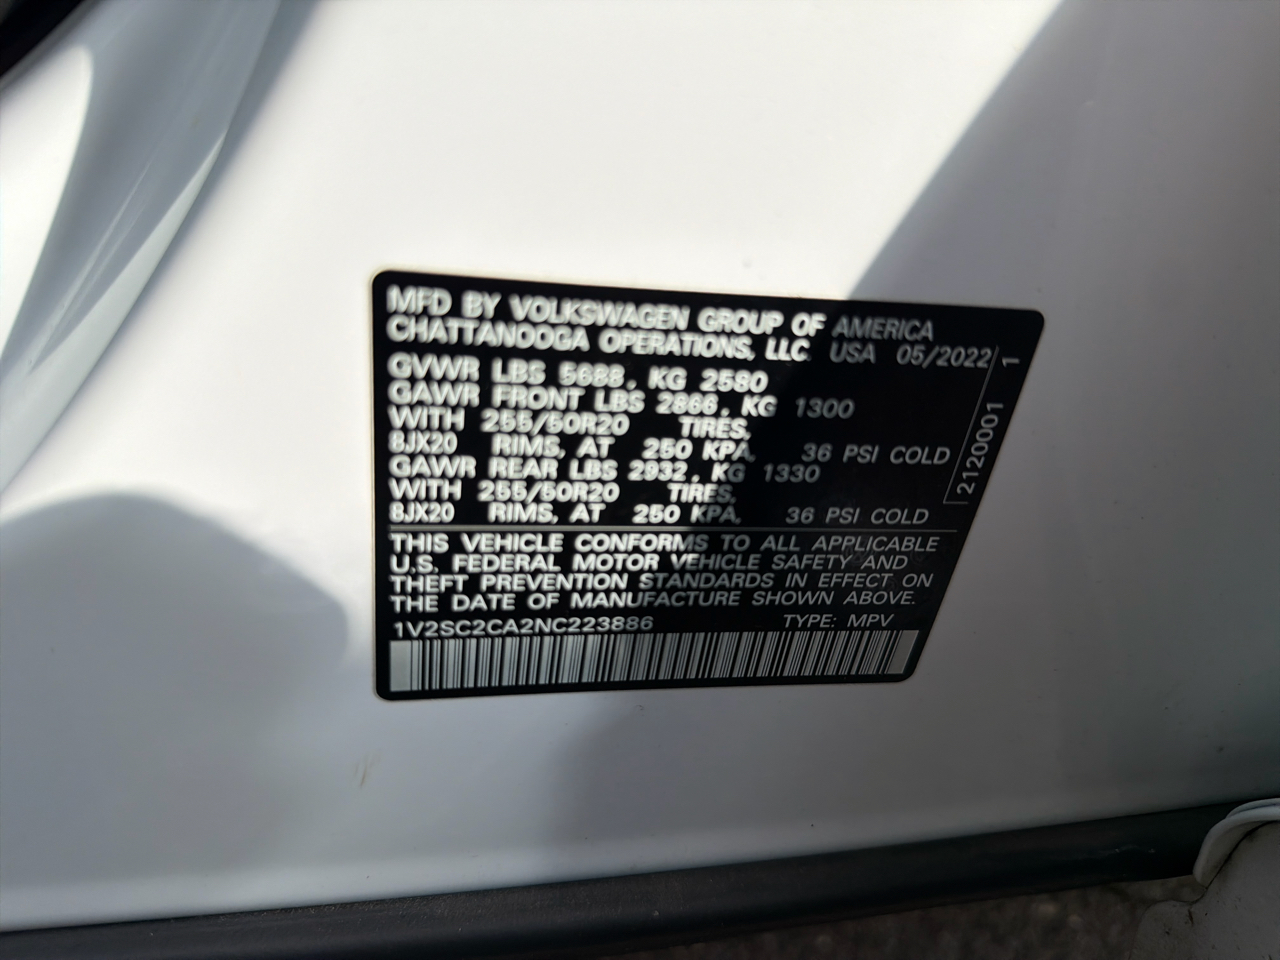 MFD BY VOLKSWAGEN GROUP OF AMERICA
CHATTANOOGA OPERATIONS, LLC USA 05/2022
GVWR LBS 5688, KG 2580
GAWR FRONT LBS 2866, KG 1300
WITH 255/50R20 TIRES,
8JX20 RIMS, AT 250 KPA, 36 PSI COLD
GAWR REAR LBS 2932, KG 1330
WITH 255/50R20 TIRES,
8JX20 RIMS, AT 250 KPA, 36 PSI COLD
2120001 1
THIS VEHICLE CONFORMS TO ALL APPLICABLE
U.S. FEDERAL MOTOR VEHICLE SAFETY AND
THEFT PREVENTION STANDARDS IN EFFECT ON
THE DATE OF MANUFACTURE SHOWN ABOVE.
1V2SC2CA2NC223886 TYPE: MPV